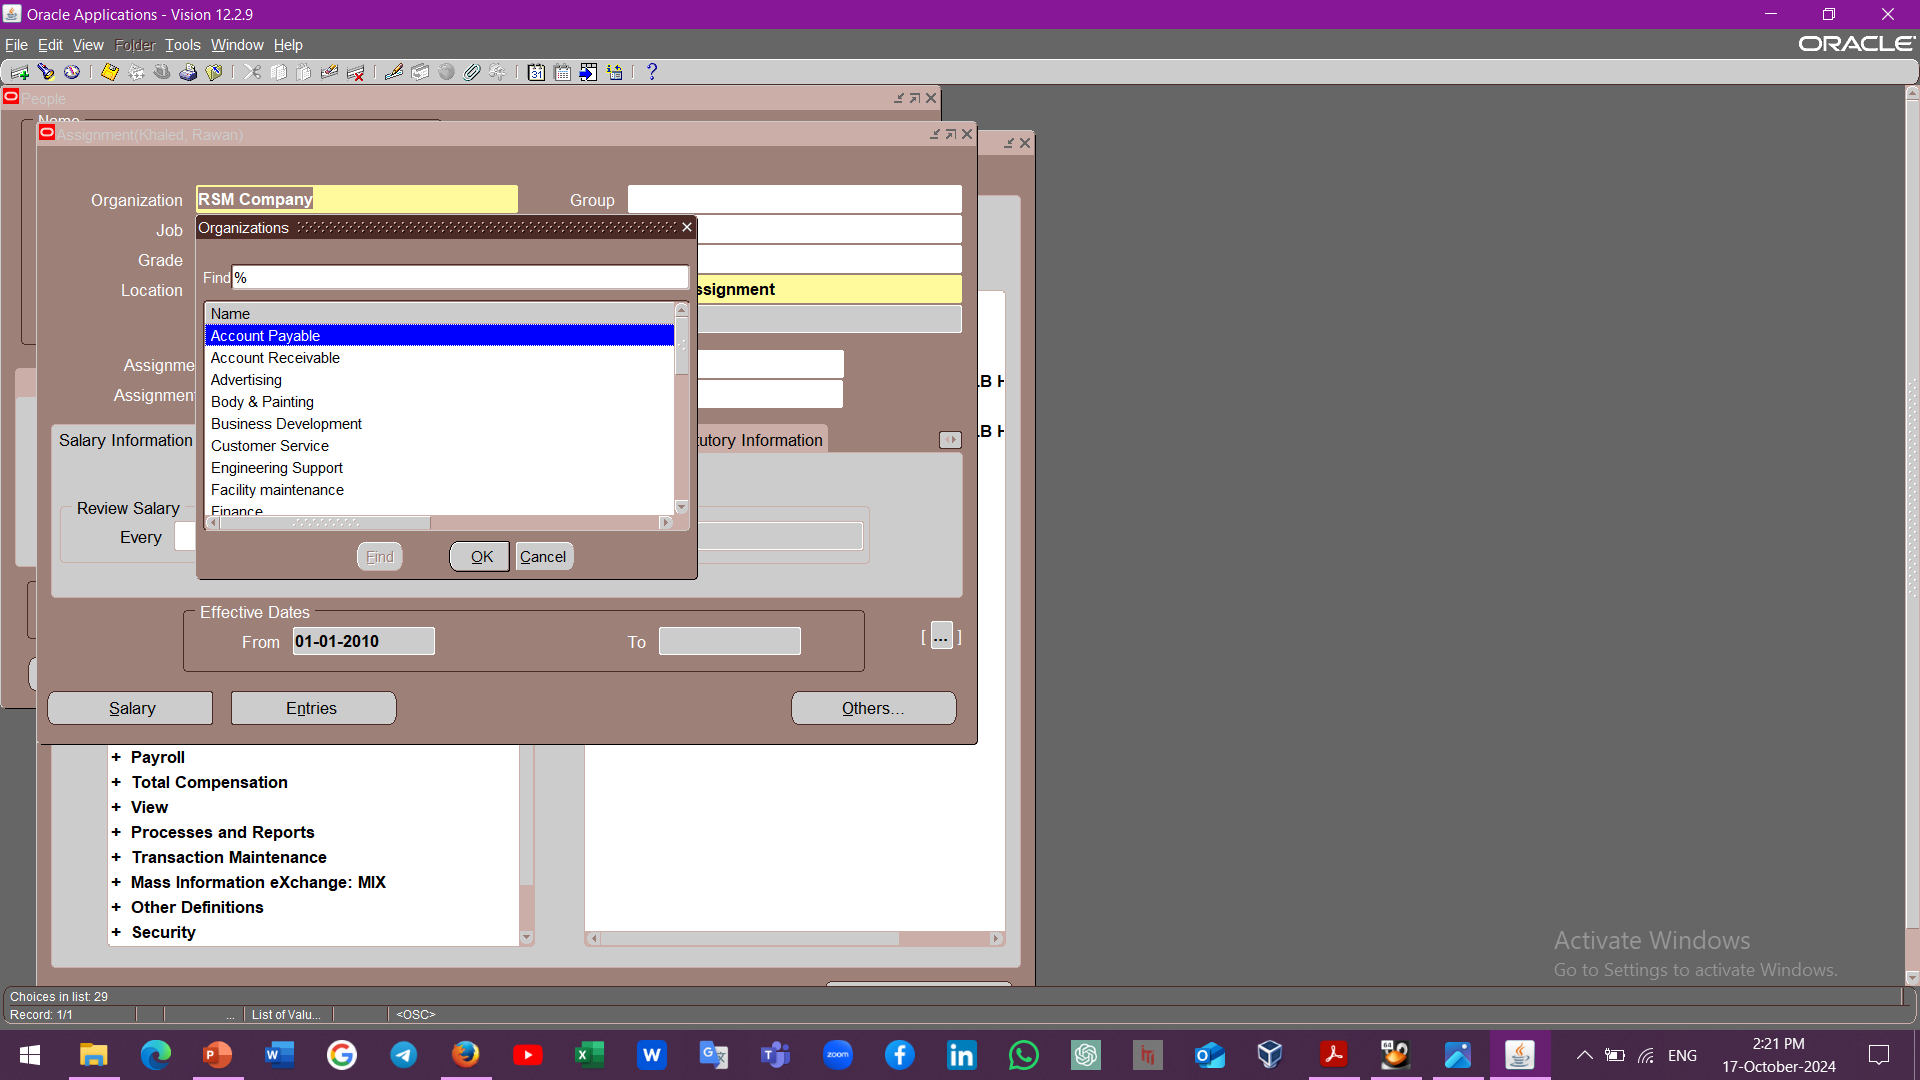 Oracle Applications - Vision 12.2.9
File Edit View Folder Tools Window Help
ORACLE
People
Name
Assignment(Khaled, Rawan)
Organization RSM Company Group
Job
Grade
Location
ssignment
Organizations
Find %
Name
Account Payable
Account Receivable
Advertising
Body & Painting
Business Development
Customer Service
Engineering Support
Facility maintenance
Finance
Find OK Cancel
Assignme
Assignment
LB H
LB H
Salary Information
utory Information
Review Salary
Every
Effective Dates
From 01-01-2010 To
[ ... ]
Salary Entries Others...
+ Payroll
+ Total Compensation
+ View
+ Processes and Reports
+ Transaction Maintenance
+ Mass Information eXchange: MIX
+ Other Definitions
+ Security
Activate Windows
Go to Settings to activate Windows.
Choices in list: 29
Record: 1/1 ... List of Valu... <OSC>
zoom
ENG
2:21 PM
17-October-2024